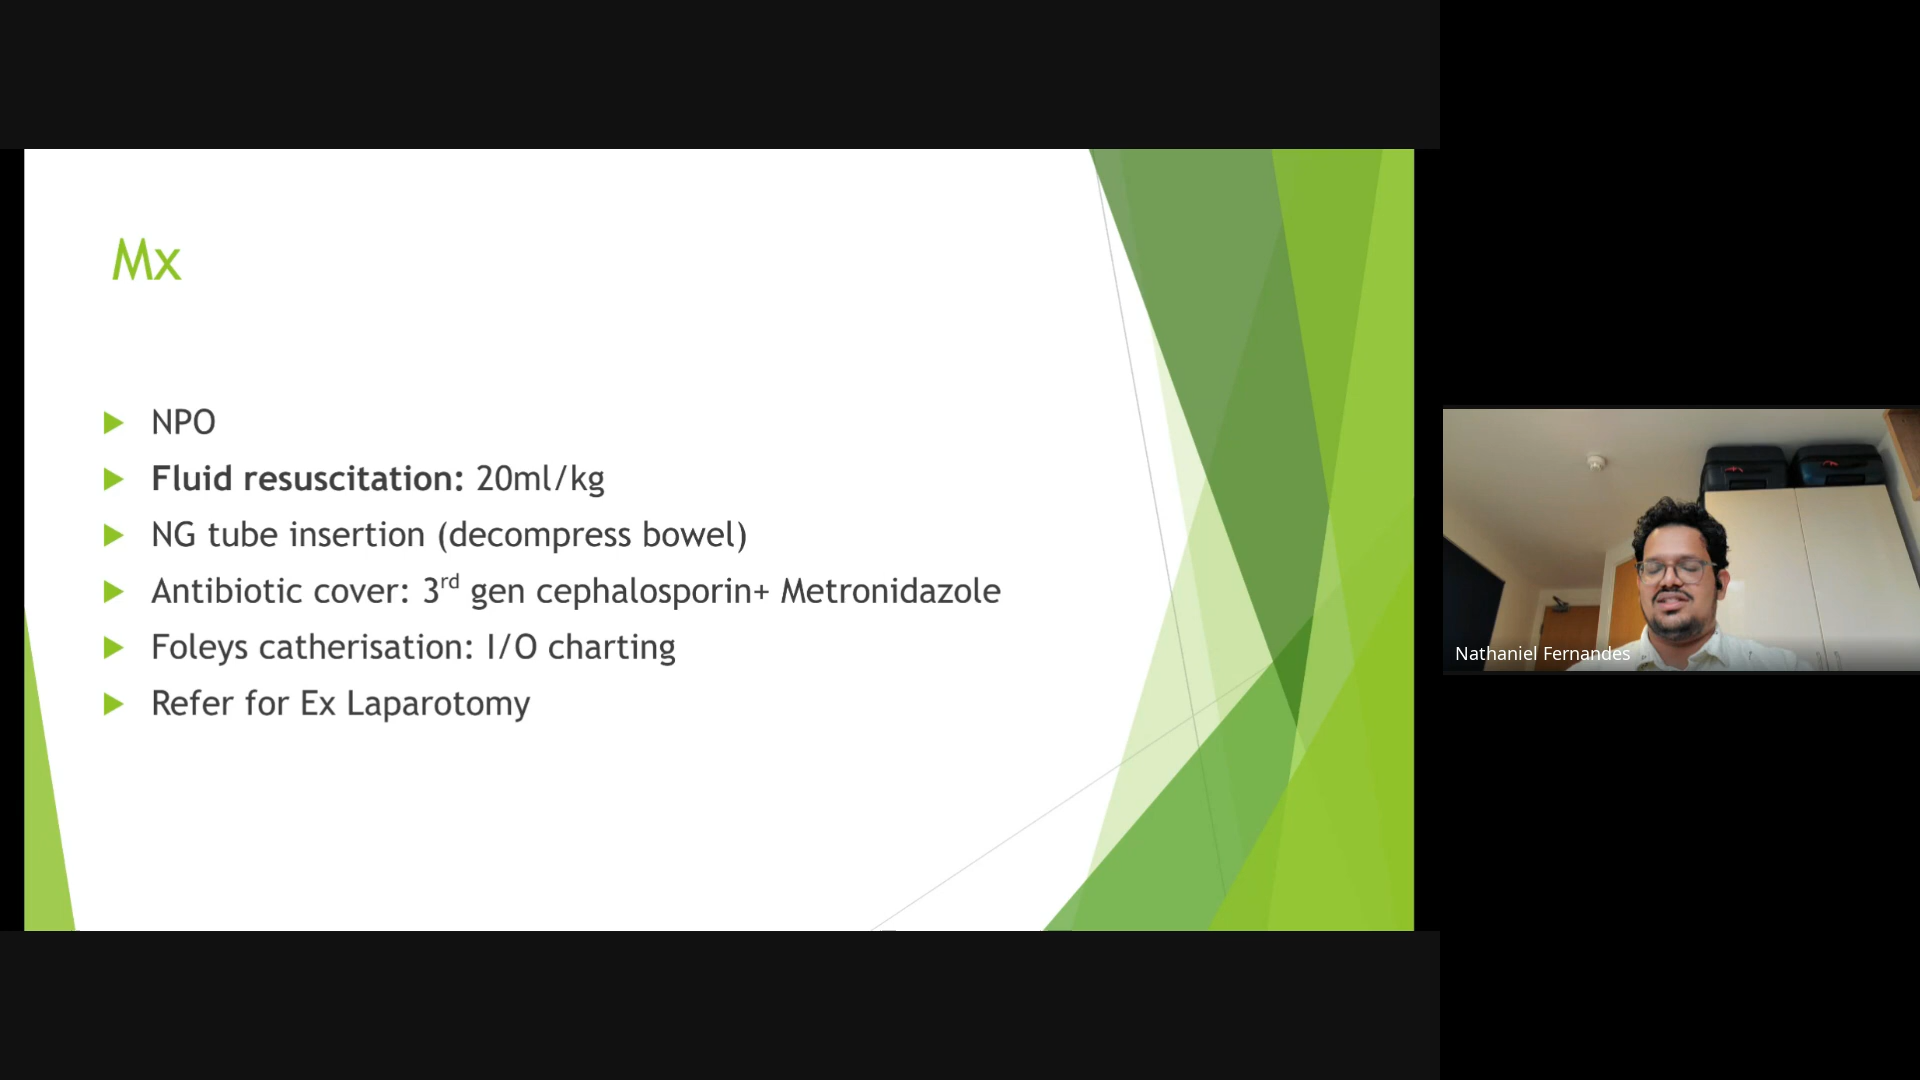 Mx
NPO
Fluid resuscitation: 20ml/kg
NG tube insertion (decompress bowel)
Antibiotic cover: 3rd gen cephalosporin+ Metronidazole
Foleys catherisation: I/O charting
Refer for Ex Laparotomy
Nathaniel Fernandes